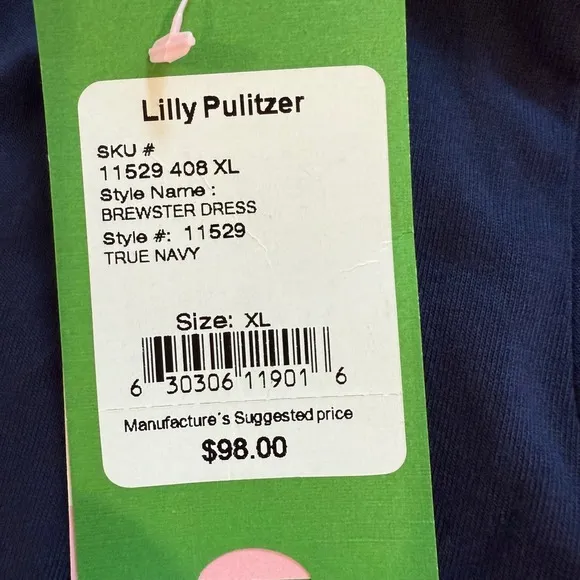 Lilly Pulitzer
SKU #
11529 408 XL
Style Name :
BREWSTER DRESS
Style #: 11529
TRUE NAVY
Size: XL
6 30306 11901 6
Manufacture's Suggested price
$98.00